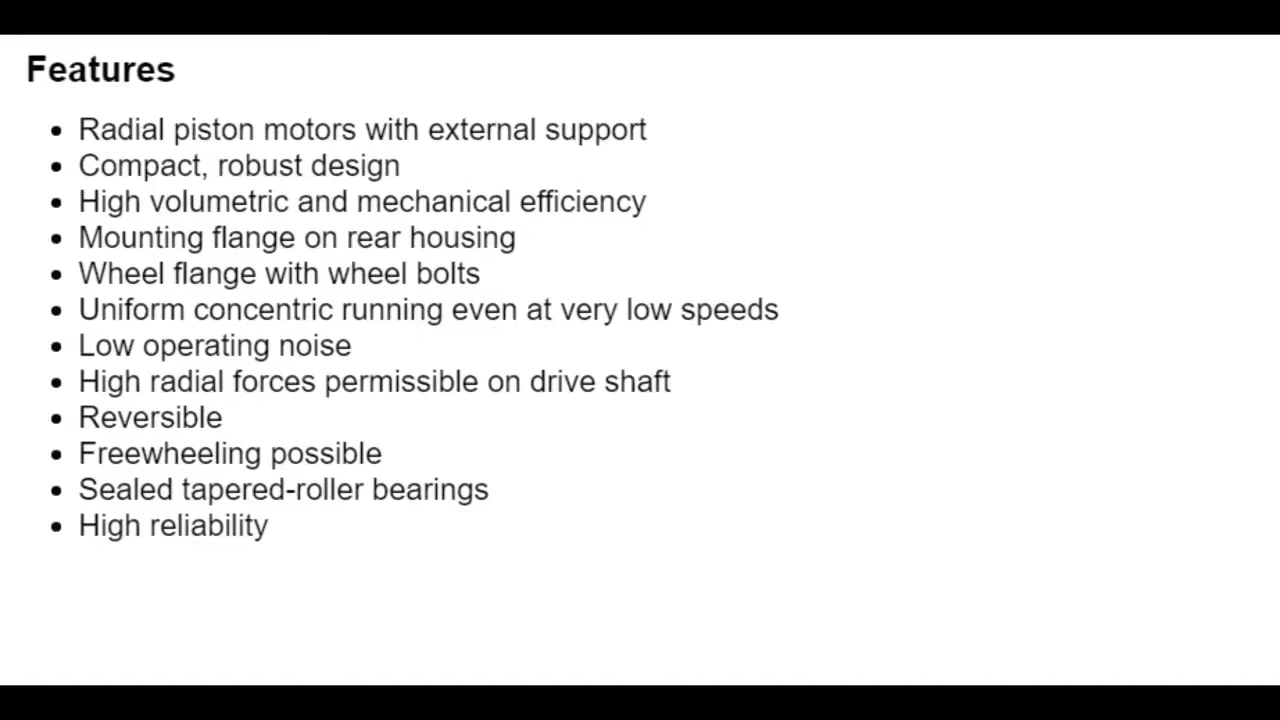 Features
• Radial piston motors with external support
• Compact, robust design
• High volumetric and mechanical efficiency
• Mounting flange on rear housing
• Wheel flange with wheel bolts
• Uniform concentric running even at very low speeds
• Low operating noise
• High radial forces permissible on drive shaft
• Reversible
• Freewheeling possible
• Sealed tapered-roller bearings
• High reliability